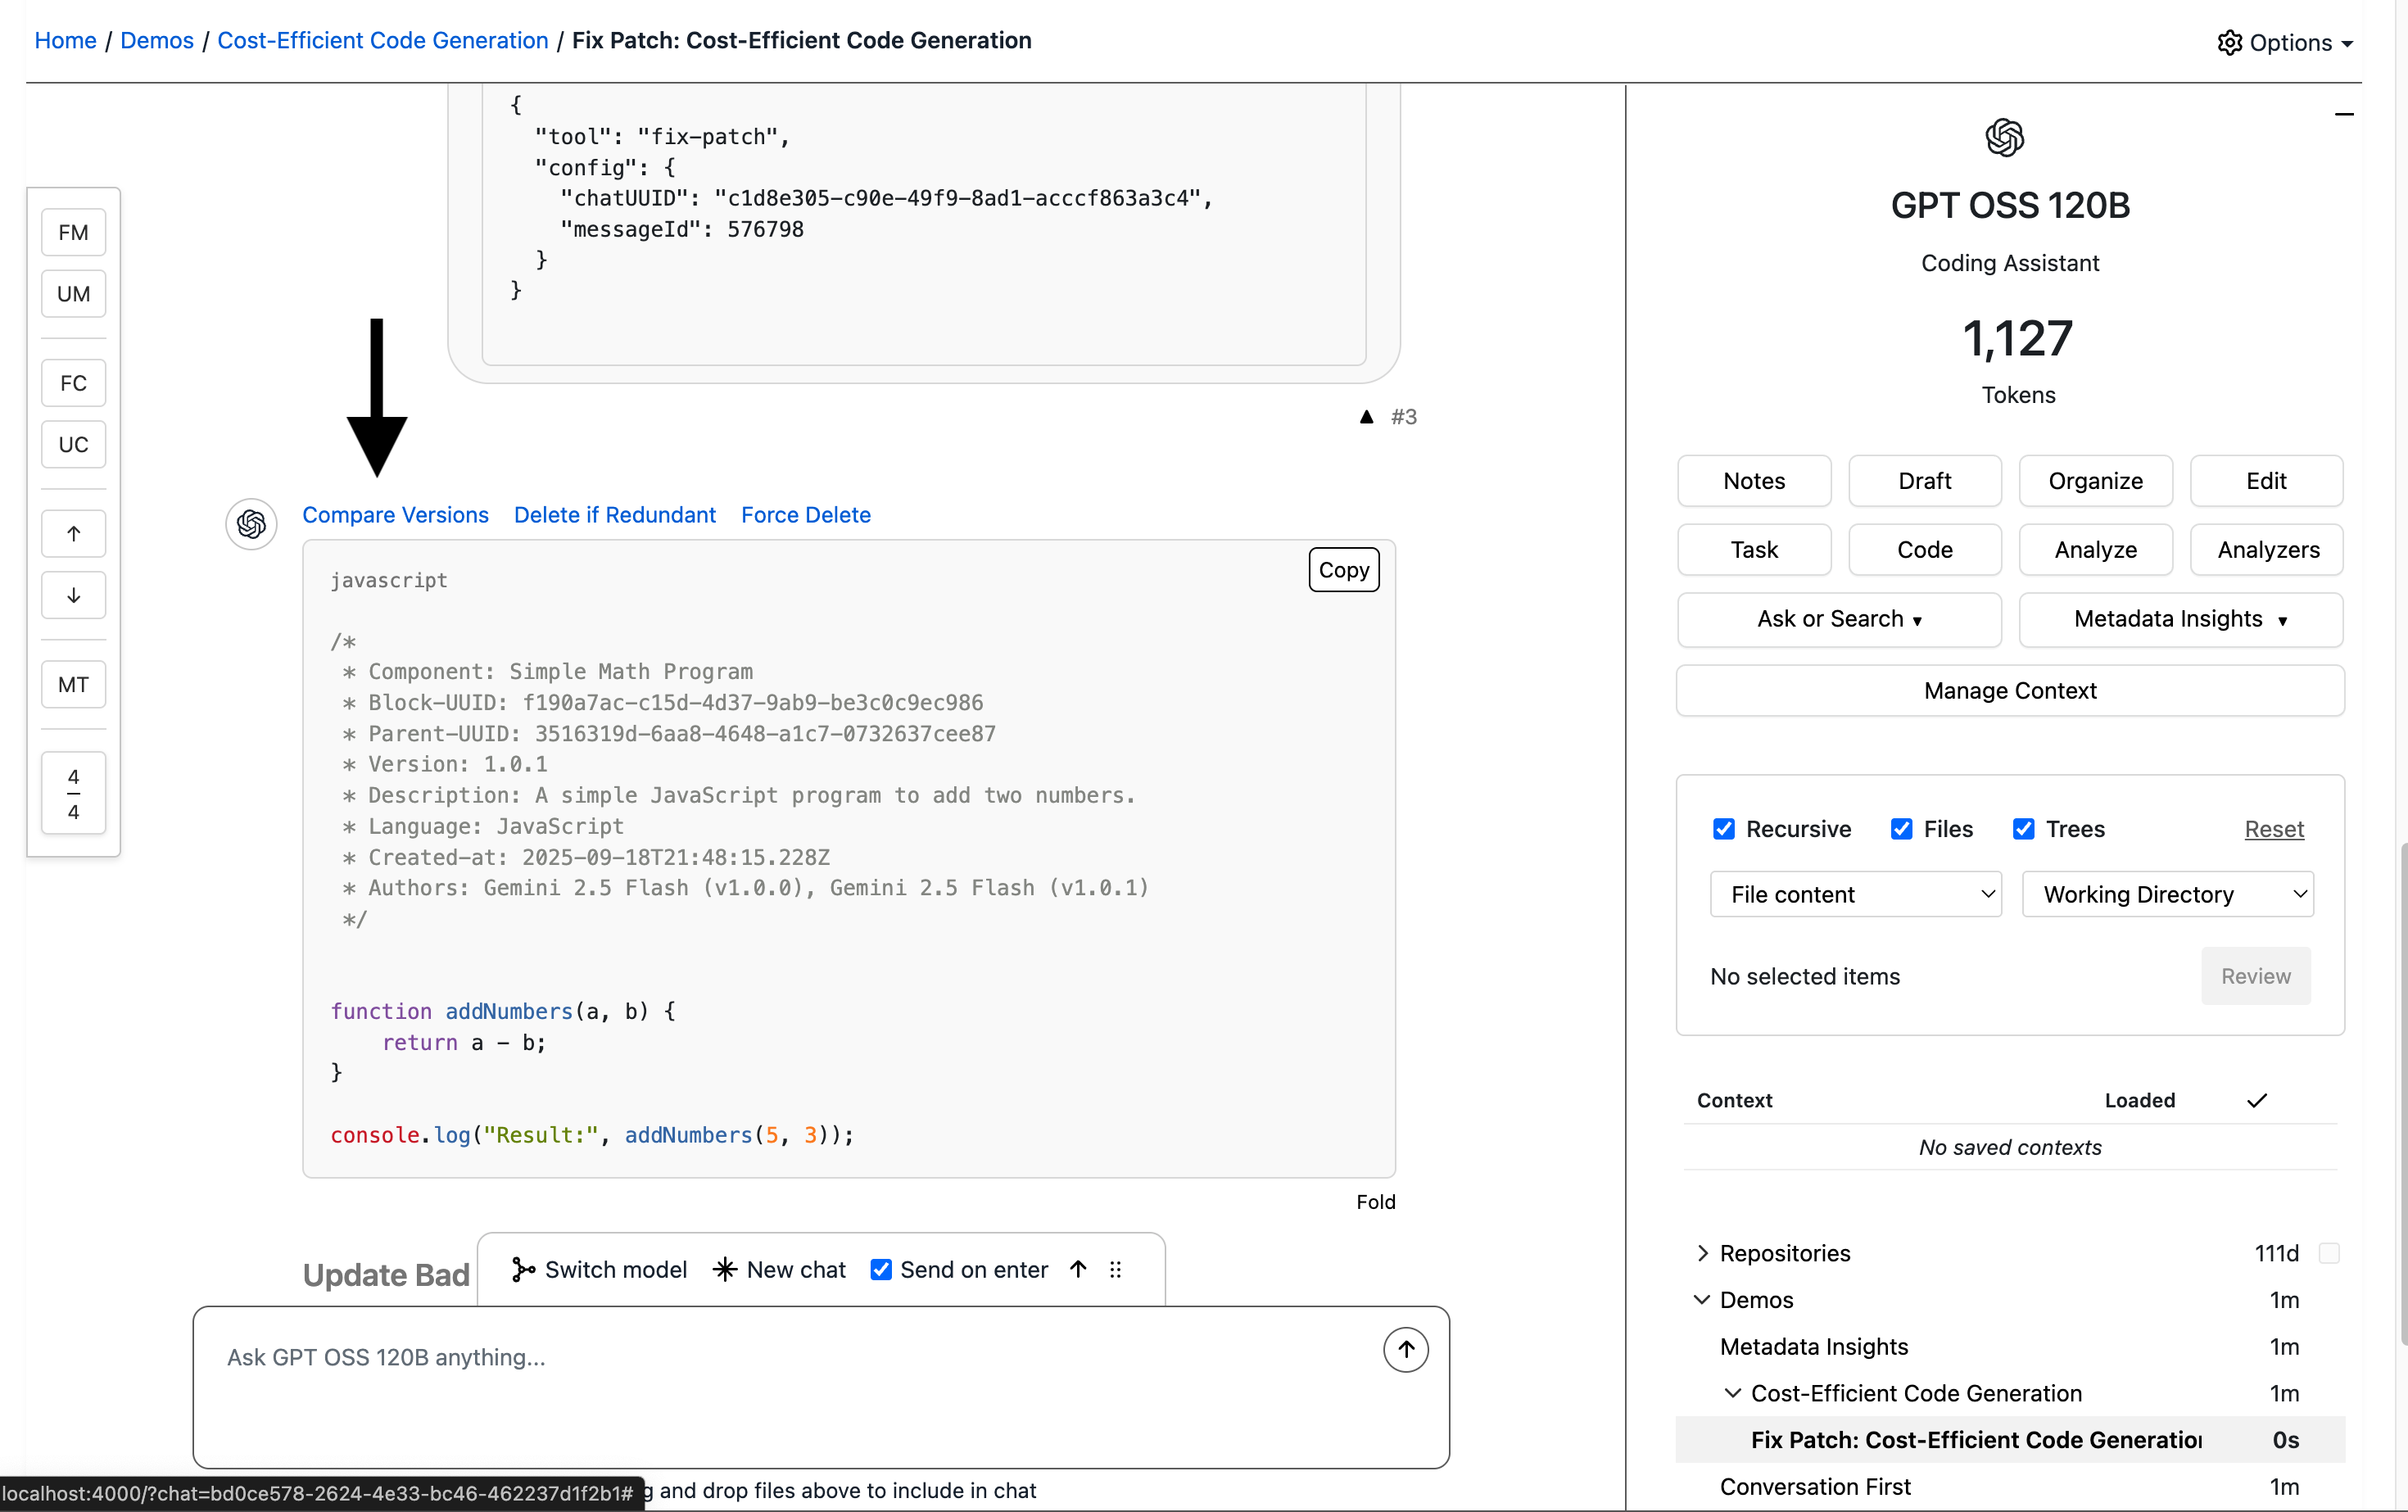 Home / Demos / Cost-Efficient Code Generation / Fix Patch: Cost-Efficient Code Generation
Options
{
"tool": "fix-patch",
"config": {
"chatUUID": "c1d8e305-c90e-49f9-8ad1-acccf863a3c4",
"messageId": 576798
}
}
▲ #3
FM
UM
FC
UC
↑
↓
MT
4
4
Compare Versions Delete if Redundant Force Delete
javascript
Copy
/*
* Component: Simple Math Program
* Block-UUID: f190a7ac-c15d-4d37-9ab9-be3c0c9ec986
* Parent-UUID: 3516319d-6aa8-4648-a1c7-0732637cee87
* Version: 1.0.1
* Description: A simple JavaScript program to add two numbers.
* Language: JavaScript
* Created-at: 2025-09-18T21:48:15.228Z
* Authors: Gemini 2.5 Flash (v1.0.0), Gemini 2.5 Flash (v1.0.1)
*/
function addNumbers(a, b) {
return a - b;
}
console.log("Result:", addNumbers(5, 3));
Fold
Update Bad
Switch model New chat Send on enter ↑
Ask GPT OSS 120B anything...
localhost:4000/?chat=bd0ce578-2624-4e33-bc46-462237d1f2b1#
g and drop files above to include in chat
GPT OSS 120B
Coding Assistant
1,127
Tokens
Notes Draft Organize Edit
Task Code Analyze Analyzers
Ask or Search ▾ Metadata Insights ▾
Manage Context
Recursive Files Trees Reset
File content Working Directory
No selected items Review
Context Loaded ✓
No saved contexts
Repositories 111d
Demos 1m
Metadata Insights 1m
Cost-Efficient Code Generation 1m
Fix Patch: Cost-Efficient Code Generation 0s
Conversation First 1m